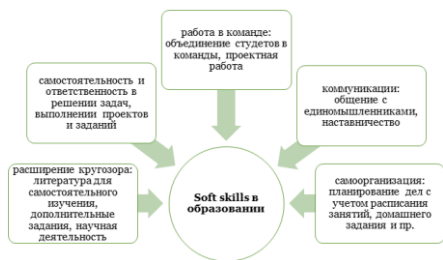 работа в команде:
объединение студетов в
команды, проектная
работа
самостоятельность и
ответственность в
решении задач,
выполнении проектов
и заданий
коммуникации:
общение с
единомышленниками,
наставничество
расширение кругозора:
литература для
самостоятельного
изучения,
дополнительные
задания, научная
деятельность
Soft skills в
образовании
самоорганизация:
планирование дел с
учетом расписания
занятий, домашнего
задания и пр.